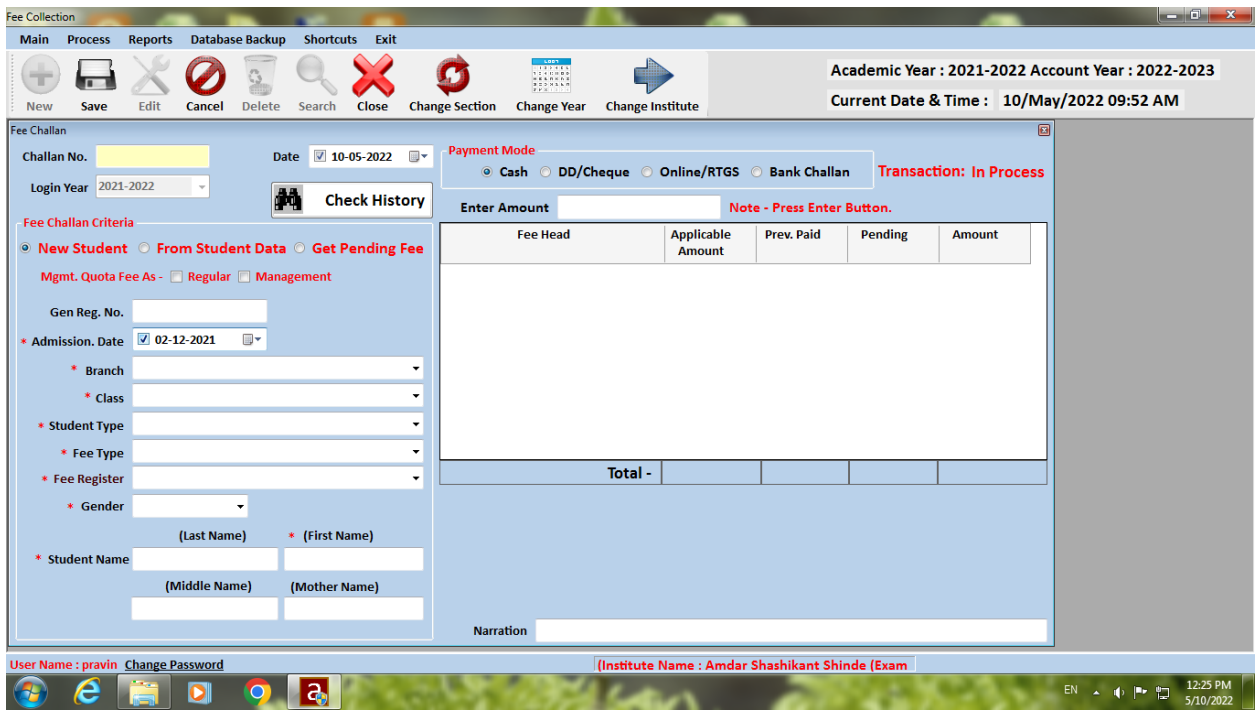 Fee Collection
Main Process Reports Database Backup Shortcuts Exit
New Save Edit Cancel Delete Search Close Change Section Change Year Change Institute
Academic Year : 2021-2022 Account Year : 2022-2023
Current Date & Time : 10/May/2022 09:52 AM
Fee Challan
Challan No. Date 10-05-2022
Login Year 2021-2022
Check History
Payment Mode
Cash DD/Cheque Online/RTGS Bank Challan
Transaction: In Process
Enter Amount Note - Press Enter Button.
Fee Challan Criteria
New Student From Student Data Get Pending Fee
Mgmt. Quota Fee As - Regular Management
Gen Reg. No.
* Admission. Date 02-12-2021
* Branch
* Class
* Student Type
* Fee Type
* Fee Register
* Gender
(Last Name) * (First Name)
* Student Name
(Middle Name) (Mother Name)
Fee Head Applicable Amount Prev. Paid Pending Amount
Total -
Narration
User Name : pravin Change Password
(Institute Name : Amdar Shashikant Shinde (Exam
EN
12:25 PM
5/10/2022